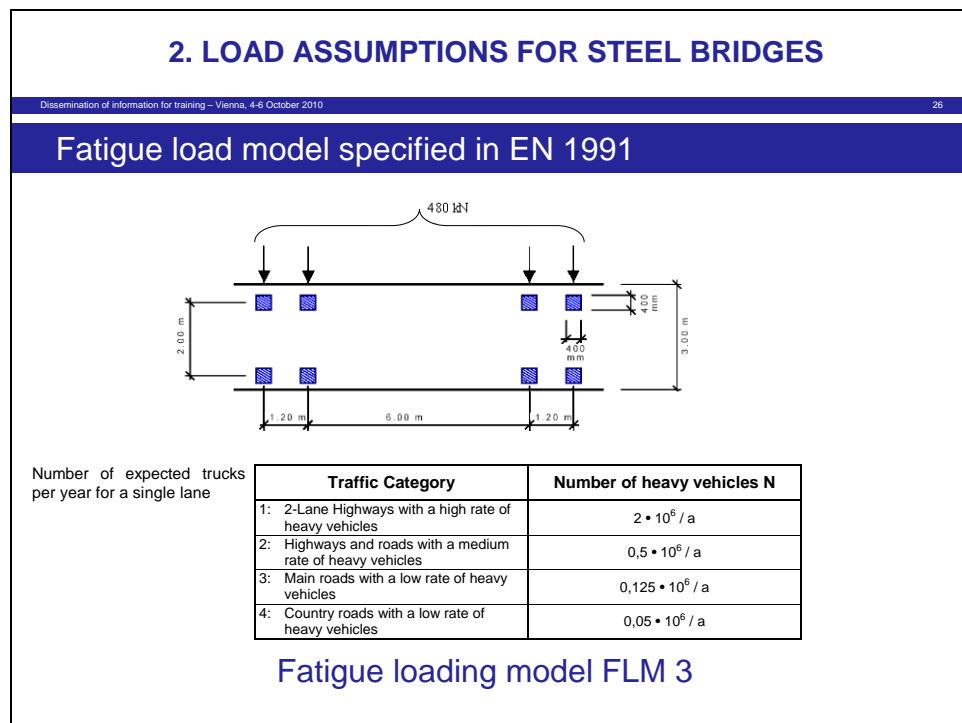 2. LOAD ASSUMPTIONS FOR STEEL BRIDGES
Dissemination of information for training – Vienna, 4-6 October 2010
26
Fatigue load model specified in EN 1991
480 kN
2.00 m
400 mm
400
mm
3.00 m
1.20 m
6.00 m
1.20 m
Number of expected trucks
per year for a single lane
Traffic Category
Number of heavy vehicles N
1: 2-Lane Highways with a high rate of
heavy vehicles
2 • 10⁶ / a
2: Highways and roads with a medium
rate of heavy vehicles
0,5 • 10⁶ / a
3: Main roads with a low rate of heavy
vehicles
0,125 • 10⁶ / a
4: Country roads with a low rate of
heavy vehicles
0,05 • 10⁶ / a
Fatigue loading model FLM 3